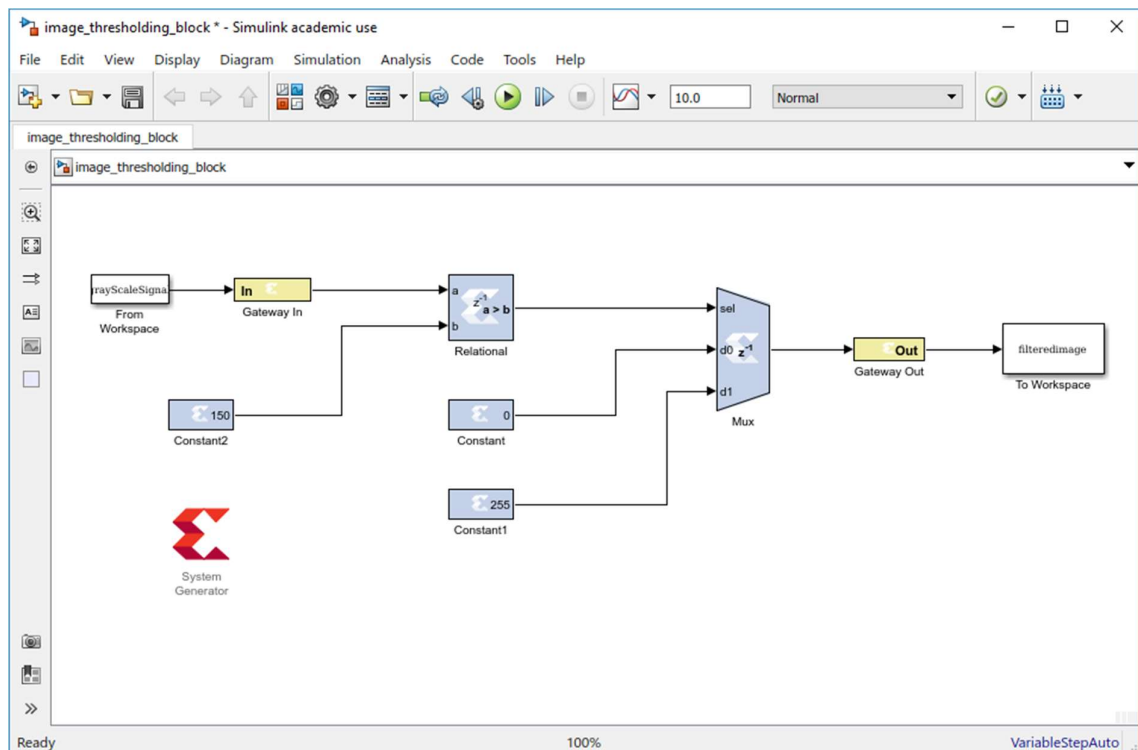 image_thresholding_block * - Simulink academic use
File Edit View Display Diagram Simulation Analysis Code Tools Help
10.0 Normal
image_thresholding_block
image_thresholding_block
rayScaleSigna
From
Workspace
In
Gateway In
a
z-1
a > b
b
Relational
150
Constant2
0
Constant
255
Constant1
sel
d0 z-1
d1
Mux
Out
Gateway Out
filteredimage
To Workspace
System
Generator
Ready 100% VariableStepAuto